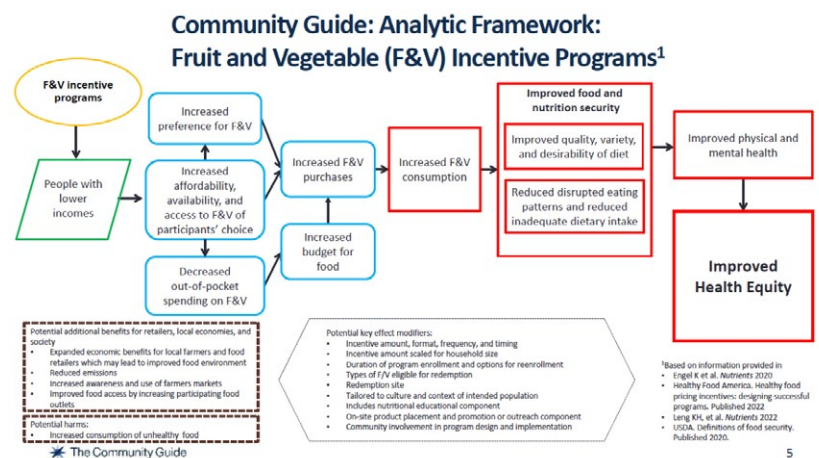 Community Guide: Analytic Framework:
Fruit and Vegetable (F&V) Incentive Programs¹
F&V incentive
programs
People with
lower
incomes
Increased
preference for F&V
Increased
affordability,
availability, and
access to F&V of
participants' choice
Decreased
out-of-pocket
spending on F&V
Increased F&V
purchases
Increased
budget for
food
Increased F&V
consumption
Improved food and
nutrition security
Improved quality, variety,
and desirability of diet
Reduced disrupted eating
patterns and reduced
inadequate dietary intake
Improved physical and
mental health
Improved
Health Equity
Potential additional benefits for retailers, local economies, and
society
• Expanded economic benefits for local farmers and food
retailers which may lead to improved food environment
• Reduced emissions
• Increased awareness and use of farmers markets
• Improved food access by increasing participating food
outlets
Potential harms:
• Increased consumption of unhealthy food
Potential key effect modifiers:
• Incentive amount, format, frequency, and timing
• Incentive amount scaled for household size
• Duration of program enrollment and options for reenrollment
• Types of F/V eligible for redemption
• Redemption site
• Tailored to culture and context of intended population
• Includes nutritional educational component
• On-site product placement and promotion or outreach component
• Community involvement in program design and implementation
¹Based on information provided in
• Engel K et al. Nutrients 2020
• Healthy Food America. Healthy food
pricing incentives: designing successful
programs. Published 2022
• Leng KH, et al. Nutrients 2022
• USDA. Definitions of food security.
Published 2020.
The Community Guide
5